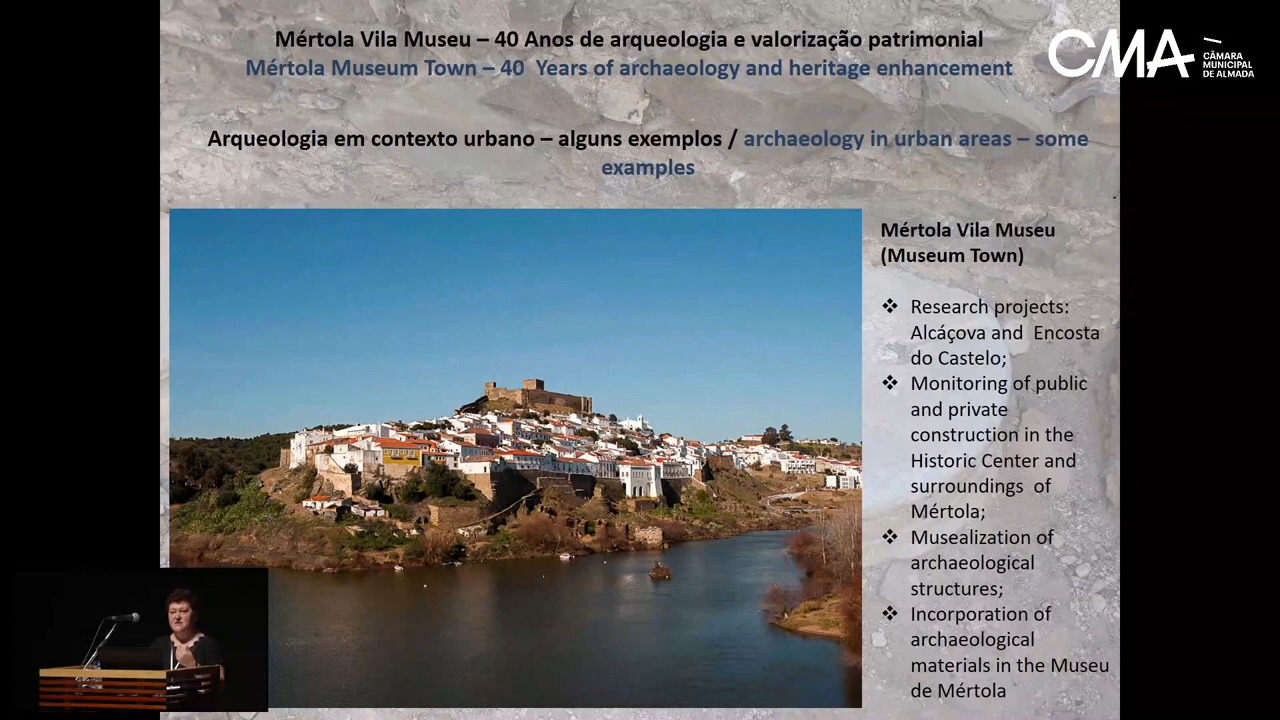 Mértola Vila Museu – 40 Anos de arqueologia e valorização patrimonial
Mértola Museum Town – 40 Years of archaeology and heritage enhancement
CMA
CÂMARA
MUNICIPAL
DE ALMADA
Arqueologia em contexto urbano – alguns exemplos / archaeology in urban areas – some
examples
Mértola Vila Museu
(Museum Town)
❖ Research projects:
Alcáçova and Encosta
do Castelo;
❖ Monitoring of public
and private
construction in the
Historic Center and
surroundings of
Mértola;
❖ Musealization of
archaeological
structures;
❖ Incorporation of
archaeological
materials in the Museu
de Mértola